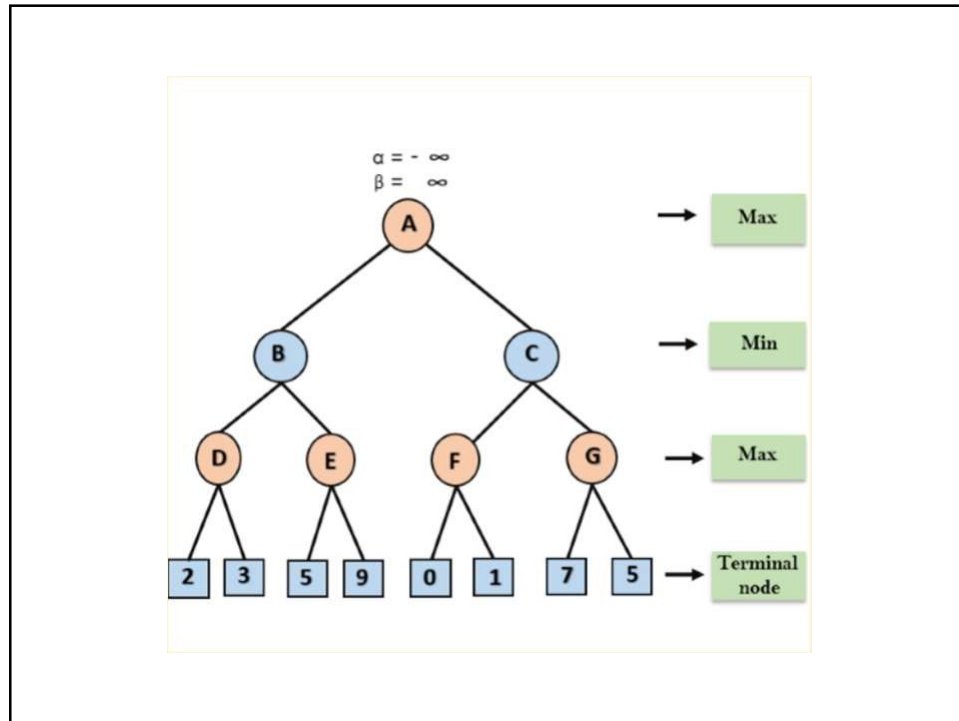 α = - ∞
β = ∞
A
Max
B
C
Min
D
E
F
G
Max
2 3 5 9 0 1 7 5
Terminal
node